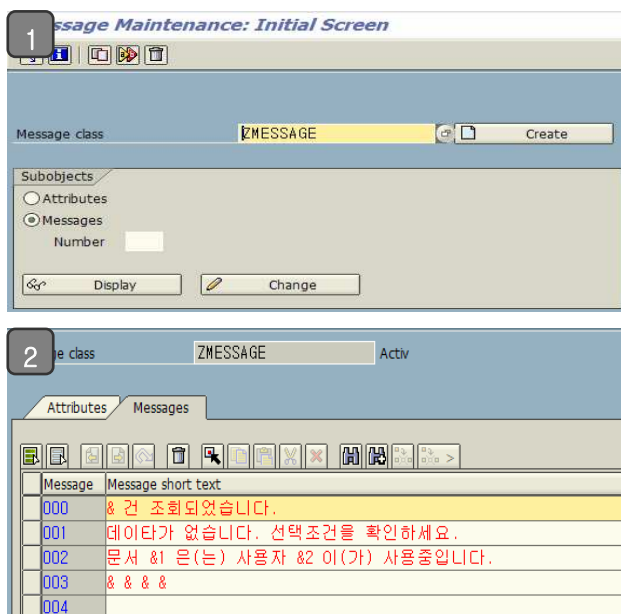 ssage Maintenance: Initial Screen
1
Message class ZMESSAGE Create
Subobjects
Attributes
Messages
Number
Display Change
2
e class ZMESSAGE Activ
Attributes Messages
Message Message short text
000 & 건 조회되었습니다.
001 데이타가 없습니다. 선택조건을 확인하세요.
002 문서 &1 은(는) 사용자 &2 이(가) 사용중입니다.
003 & & & &
004